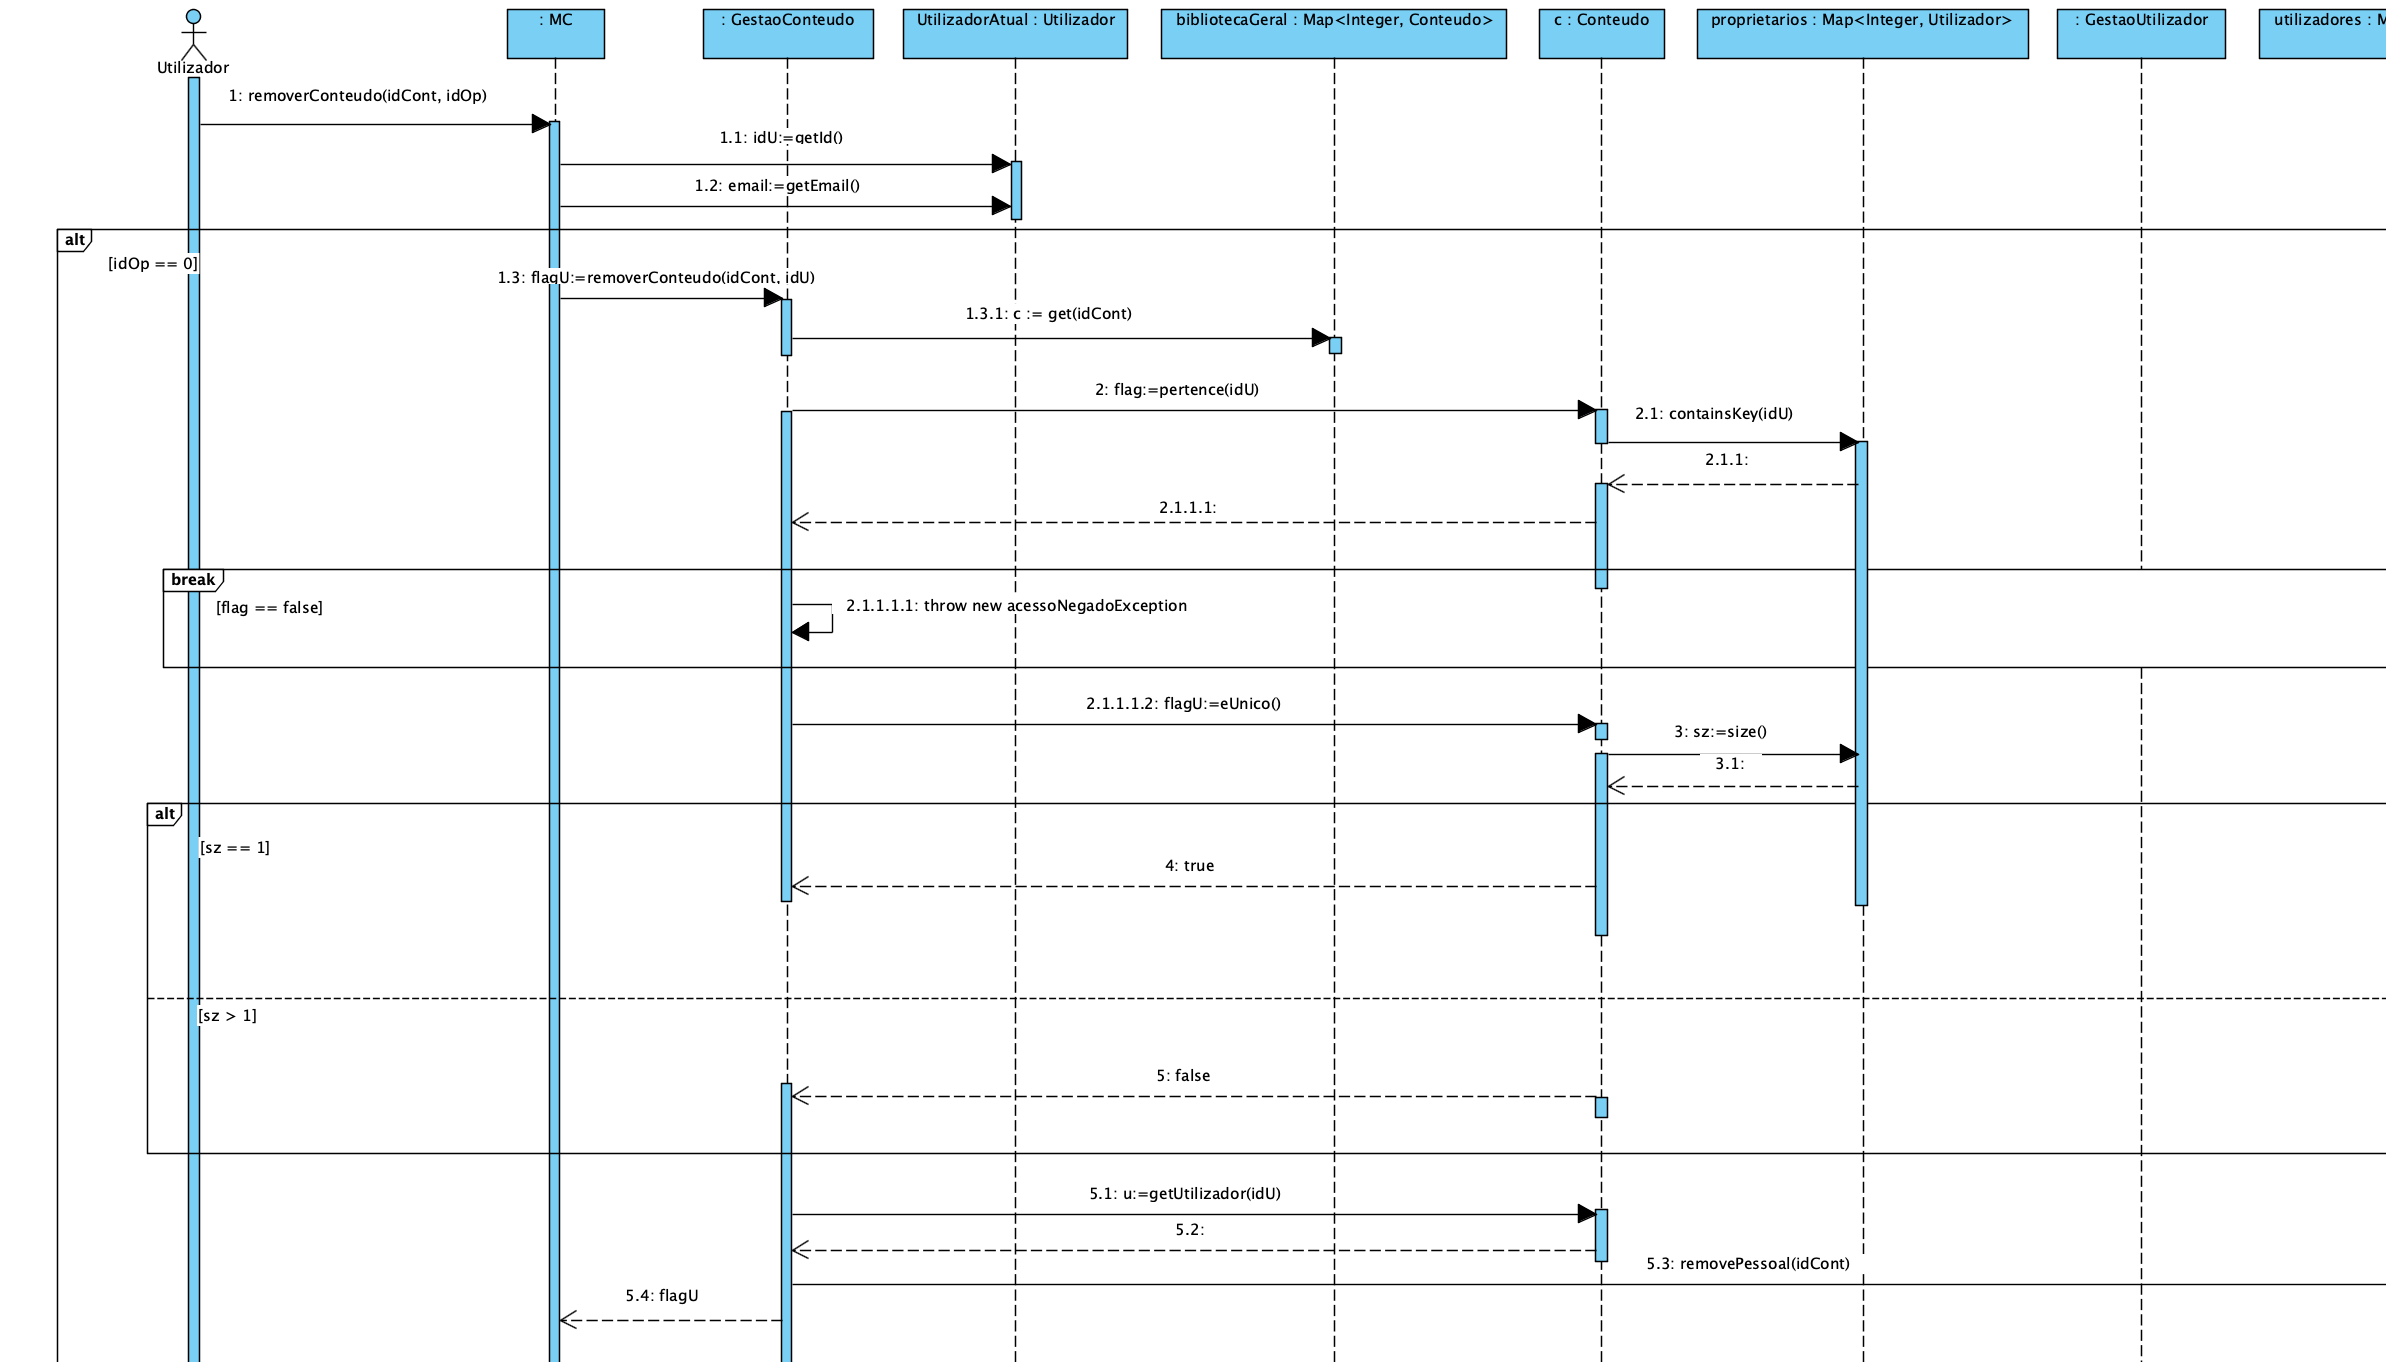 : MC
: GestaoConteudo
UtilizadorAtual : Utilizador
bibliotecaGeral : Map<Integer, Conteudo>
c : Conteudo
proprietarios : Map<Integer, Utilizador>
: GestaoUtilizador
utilizadores : M
Utilizador
1: removerConteudo(idCont, idOp)
1.1: idU:=getId()
1.2: email:=getEmail()
alt
[idOp == 0]
1.3: flagU:=removerConteudo(idCont, idU)
1.3.1: c := get(idCont)
2: flag:=pertence(idU)
2.1: containsKey(idU)
2.1.1:
2.1.1.1:
break
[flag == false]
2.1.1.1.1: throw new acessoNegadoException
2.1.1.1.2: flagU:=eUnico()
3: sz:=size()
3.1:
alt
[sz == 1]
4: true
[sz > 1]
5: false
5.1: u:=getUtilizador(idU)
5.2:
5.3: removePessoal(idCont)
5.4: flagU